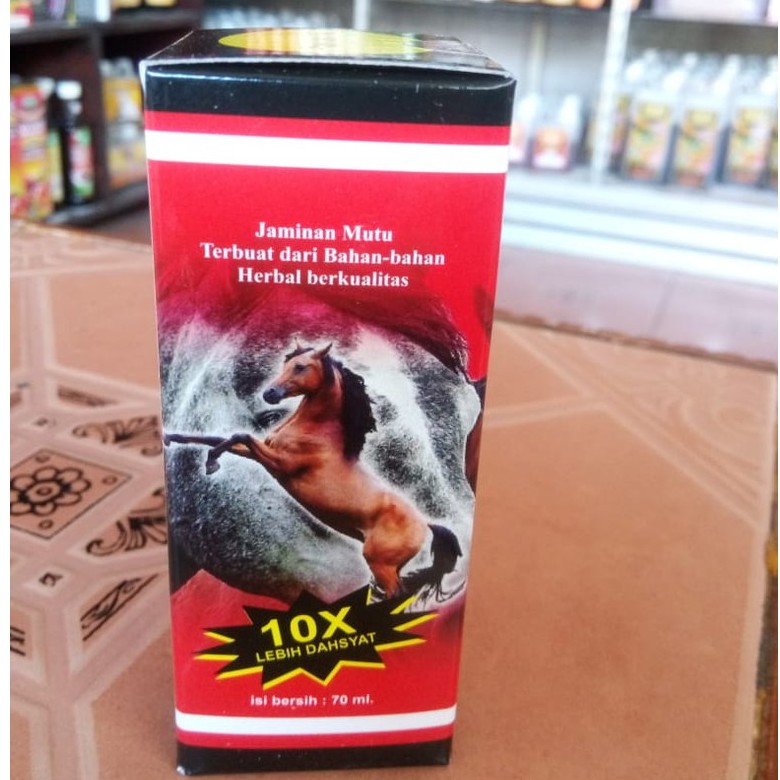 Jaminan Mutu
Terbuat dari Bahan-bahan
Herbal berkualitas
10X
LEBIH DAHSYAT
isi bersih : 70 ml.